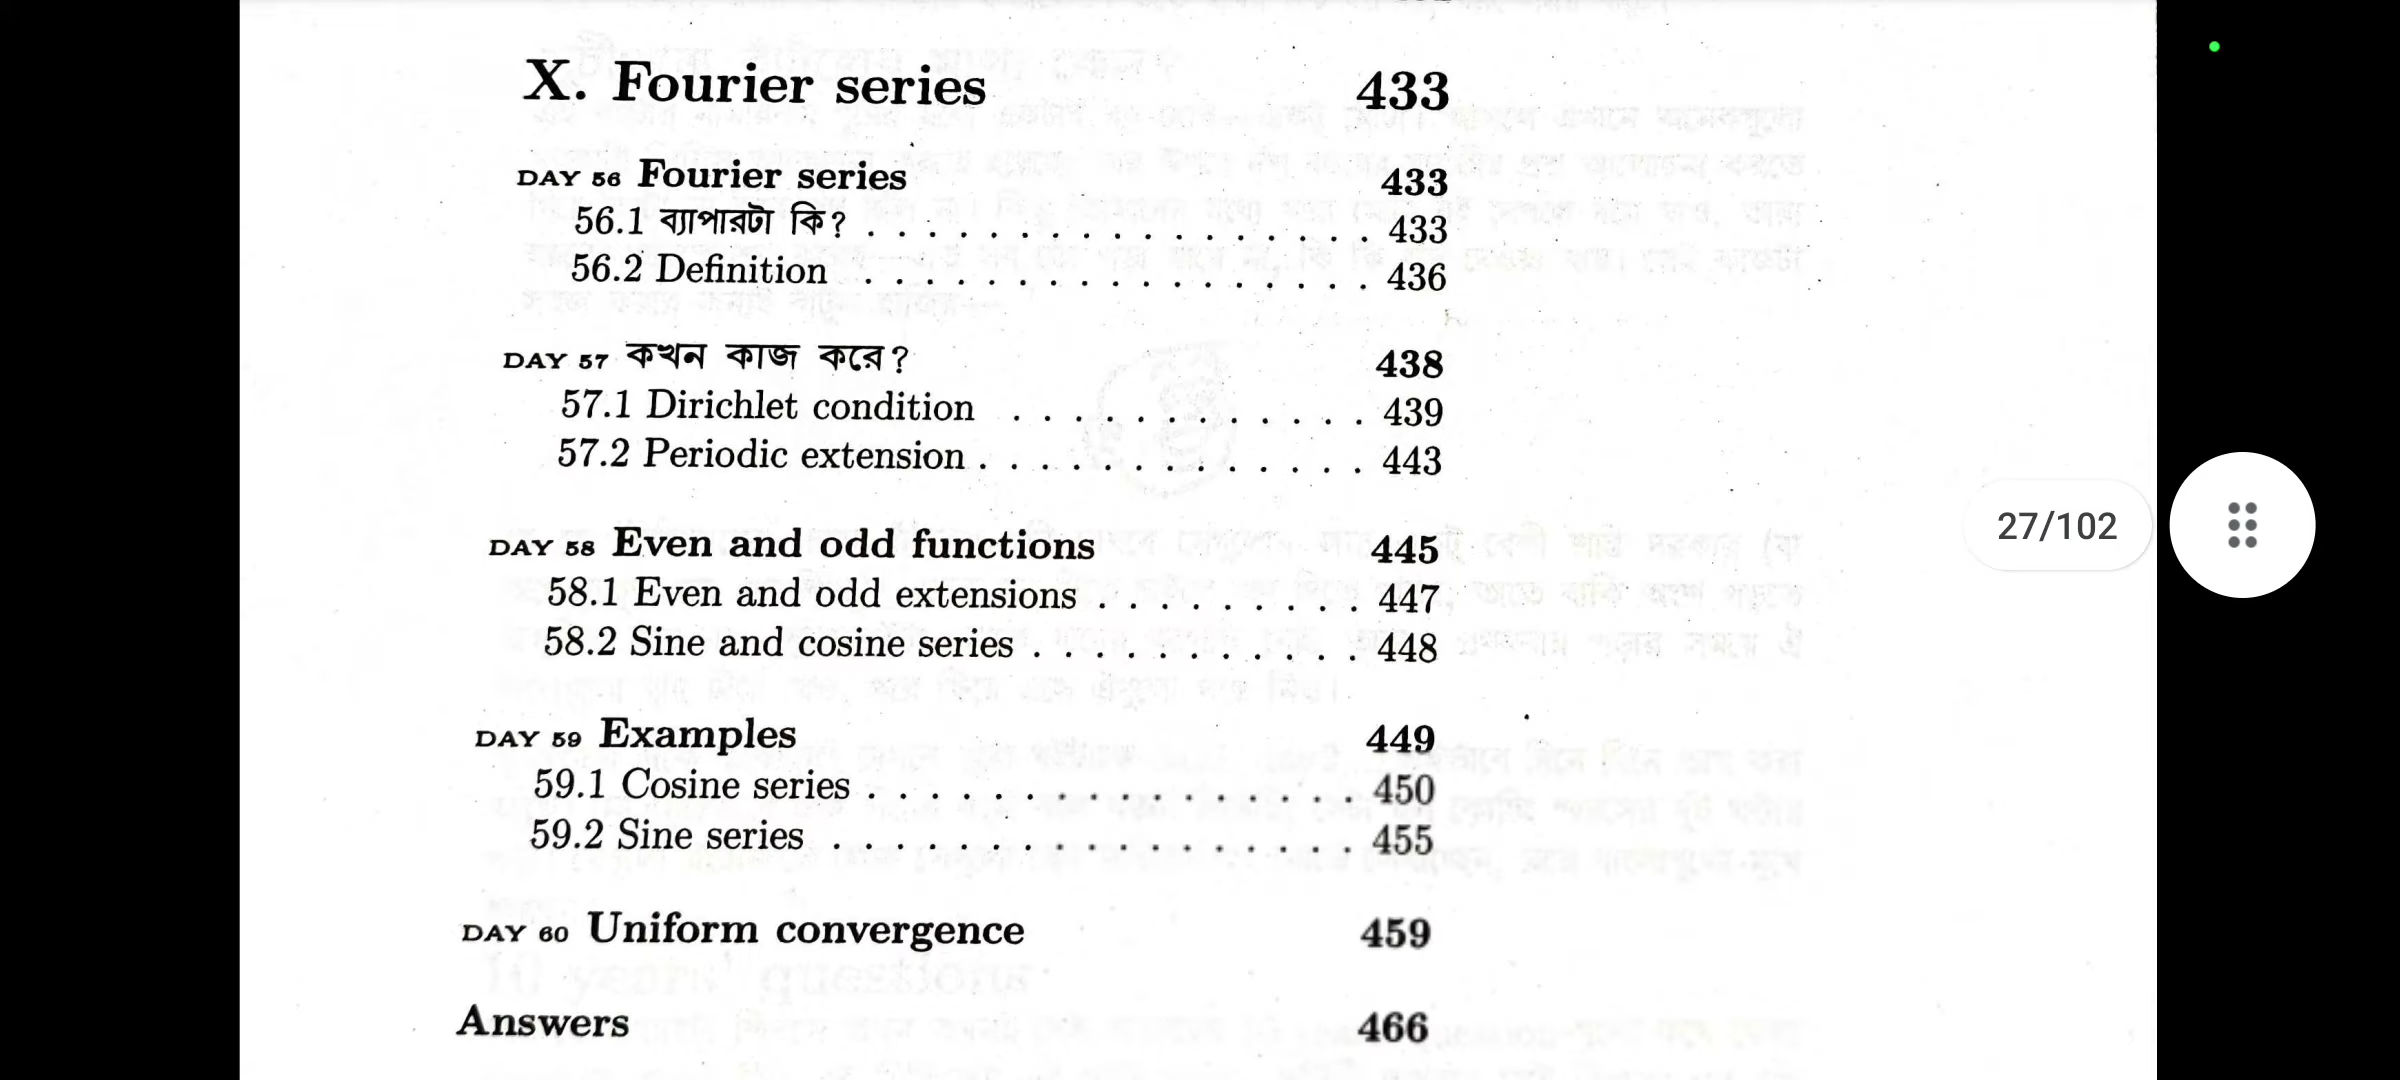 X. Fourier series 433
DAY 56 Fourier series 433
56.1 ব্যাপারটা কি? . . . . . . . . . . . . . . . . . 433
56.2 Definition . . . . . . . . . . . . . . . . . 436
DAY 57 কখন কাজ করে? 438
57.1 Dirichlet condition . . . . . . . . . . . . 439
57.2 Periodic extension . . . . . . . . . . . . . 443
DAY 58 Even and odd functions 445
58.1 Even and odd extensions . . . . . . . . . 447
58.2 Sine and cosine series . . . . . . . . . . . 448
27/102
DAY 59 Examples 449
59.1 Cosine series . . . . . . . . . . . . . . . . 450
59.2 Sine series . . . . . . . . . . . . . . . . . 455
DAY 60 Uniform convergence 459
Answers 466